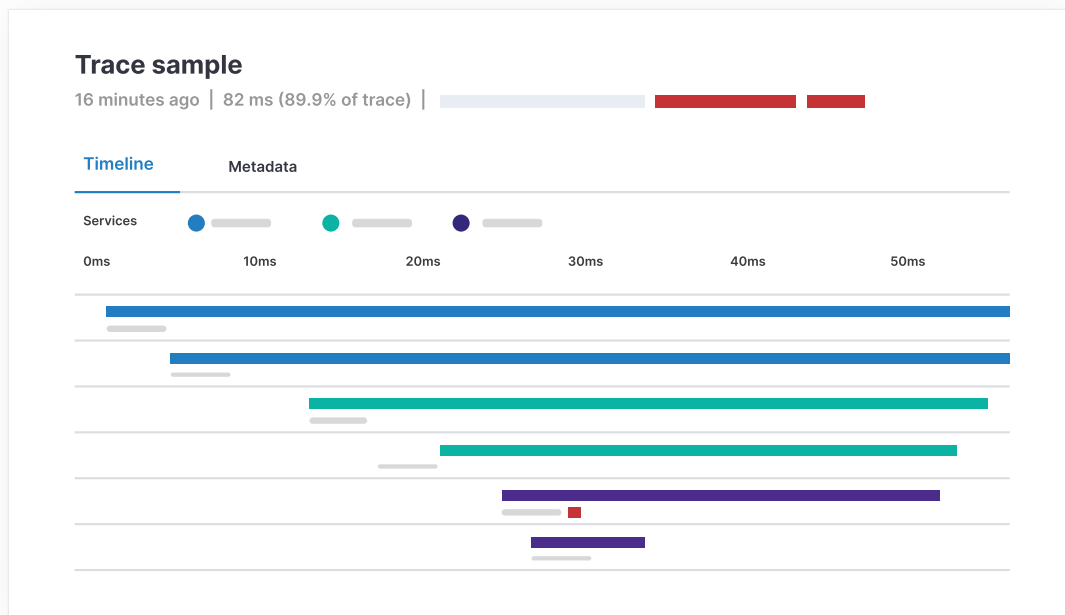 Trace sample
16 minutes ago | 82 ms (89.9% of trace) |
Timeline Metadata
Services
0ms 10ms 20ms 30ms 40ms 50ms